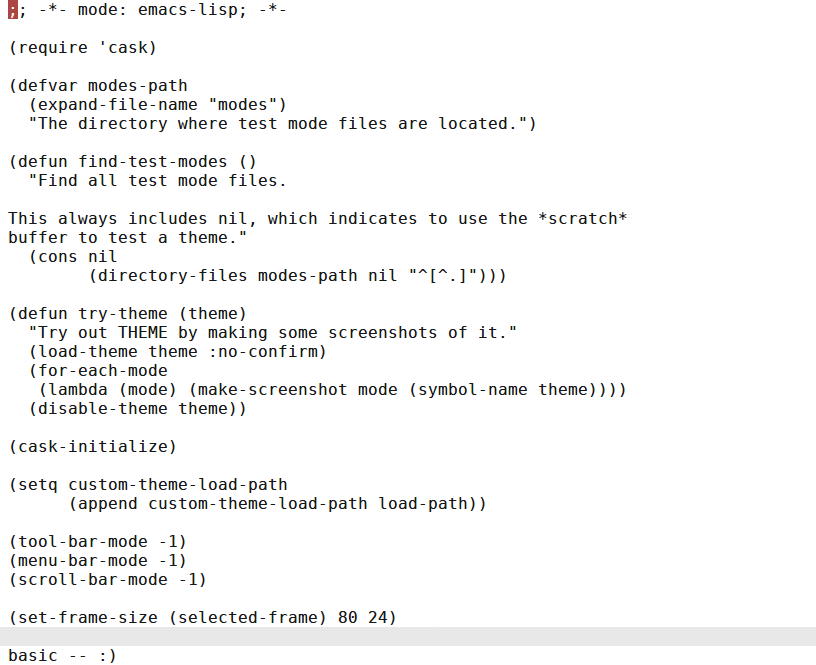 ;; -*- mode: emacs-lisp; -*-

(require 'cask)

(defvar modes-path
  (expand-file-name "modes")
  "The directory where test mode files are located.")

(defun find-test-modes ()
  "Find all test mode files.

This always includes nil, which indicates to use the *scratch*
buffer to test a theme."
  (cons nil
        (directory-files modes-path nil "^[^.]")))

(defun try-theme (theme)
  "Try out THEME by making some screenshots of it."
  (load-theme theme :no-confirm)
  (for-each-mode
   (lambda (mode) (make-screenshot mode (symbol-name theme))))
  (disable-theme theme))

(cask-initialize)

(setq custom-theme-load-path
      (append custom-theme-load-path load-path))

(tool-bar-mode -1)
(menu-bar-mode -1)
(scroll-bar-mode -1)

(set-frame-size (selected-frame) 80 24)

basic -- :)